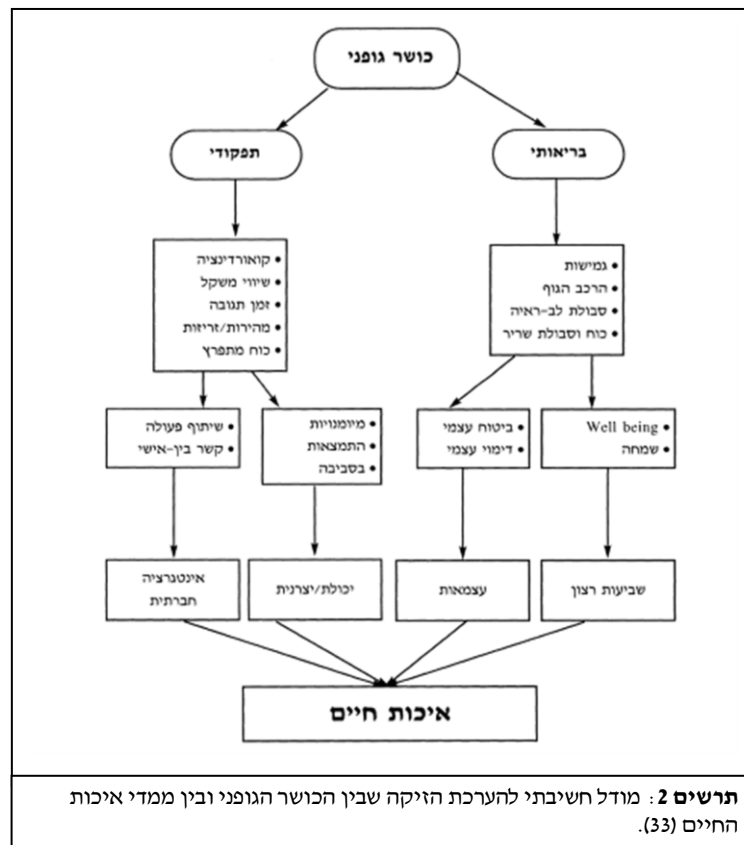 כושר גופני
בריאותי
תפקודי
• גמישות
• הרכב הגוף
• סבולת לב-ראיה
• כוח וסבולת שריר
• קואורדינציה
• שיווי משקל
• זמן תגובה
• מהירות/זריזות
• כוח מתפרץ
• Well being
• שמחה
• ביטוח עצמי
• דימוי עצמי
• מיומנויות
• התמצאות
• בסביבה
• שיתוף פעולה
• קשר בין-אישי
שביעות רצון
עצמאות
יכולת/יצרנית
אינטגרציה
חברתית
איכות חיים
תרשים 2: מודל חשיבתי להערכת הזיקה שבין הכושר הגופני ובין ממדי איכות
החיים (33).